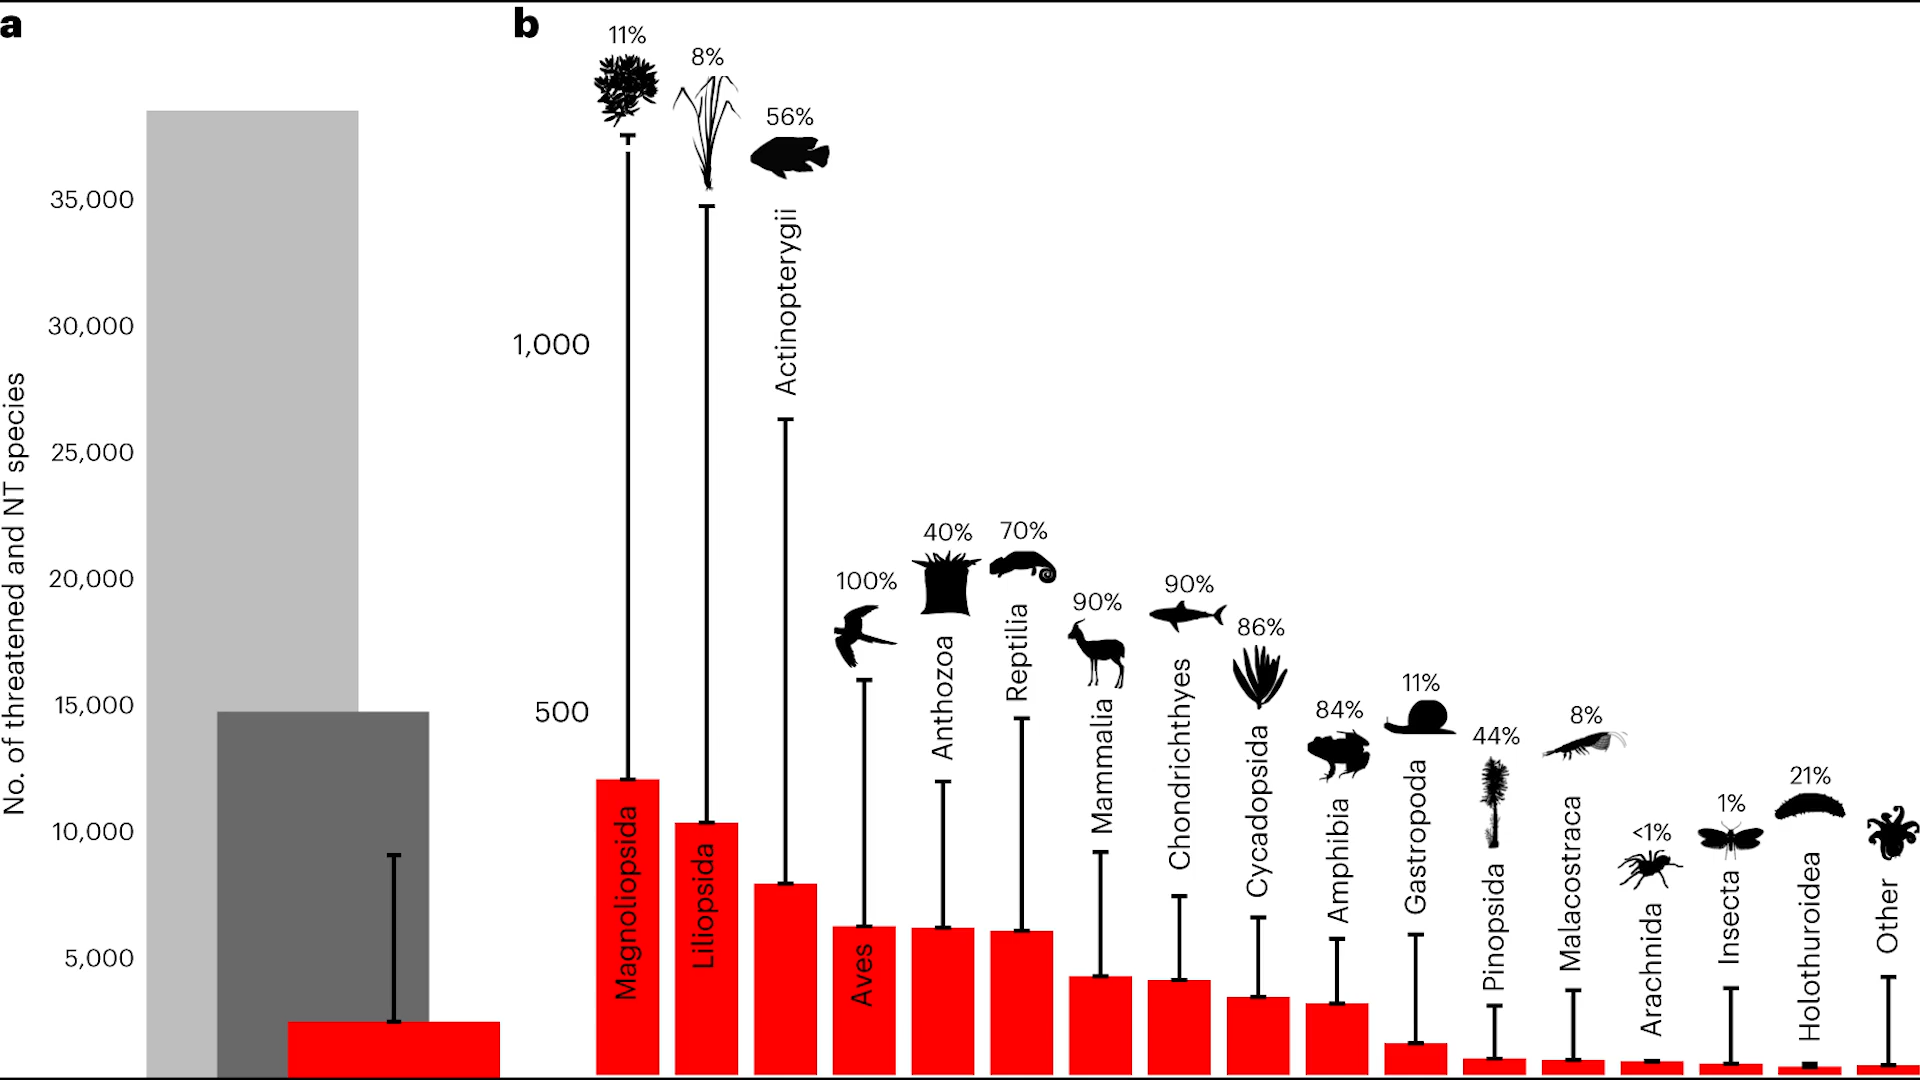 a
No. of threatened and NT species
35,000
30,000
25,000
20,000
15,000
10,000
5,000
b
1,000
500
11%
Magnoliopsida
8%
Liliopsida
56%
Actinopterygii
100%
Aves
40%
Anthozoa
70%
Reptilia
90%
Mammalia
90%
Chondrichthyes
86%
Cycadopsida
84%
Amphibia
11%
Gastropoda
44%
Pinopsida
8%
Malacostraca
<1%
Arachnida
1%
Insecta
21%
Holothuroidea
Other